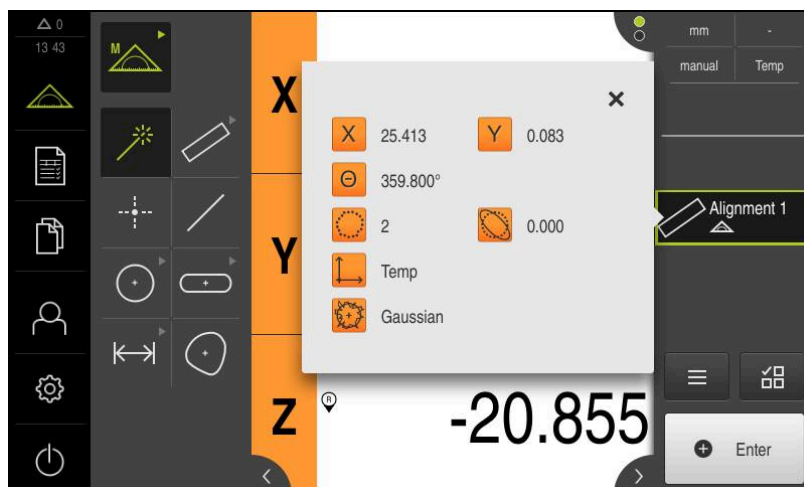 0
13 43
M
X
Y
Z
X 25.413 Y 0.083
Θ 359.800°
2 0.000
Temp
Gaussian
R
-20.855
mm -
manual Temp
Alignment 1
Enter